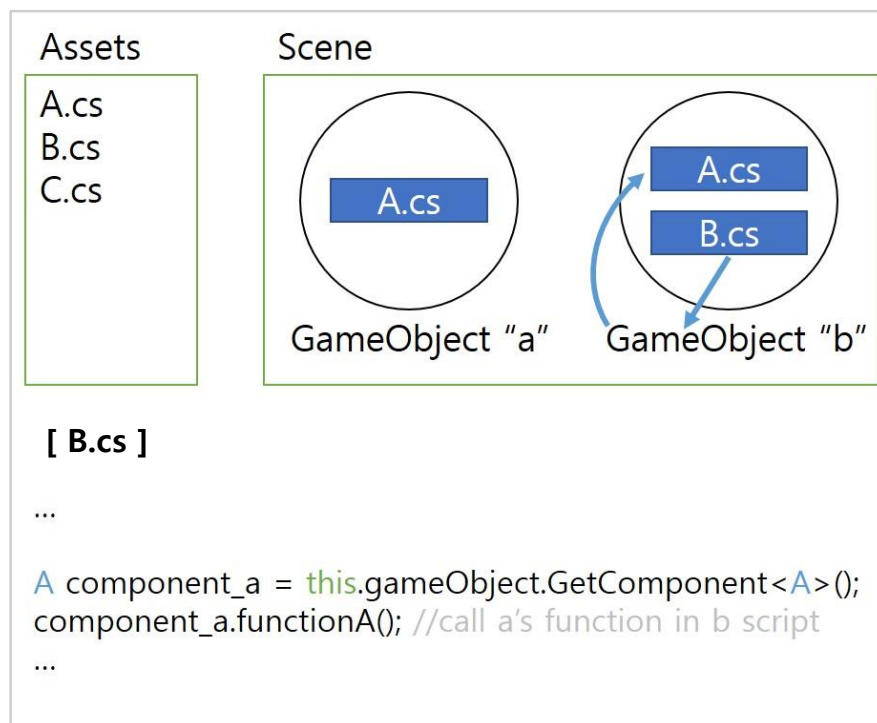 Assets
Scene
A.cs
B.cs
C.cs
A.cs
A.cs
B.cs
GameObject “a”
GameObject “b”
[ B.cs ]
...
A component_a = this.gameObject.GetComponent<A>();
component_a.functionA(); //call a’s function in b script
...